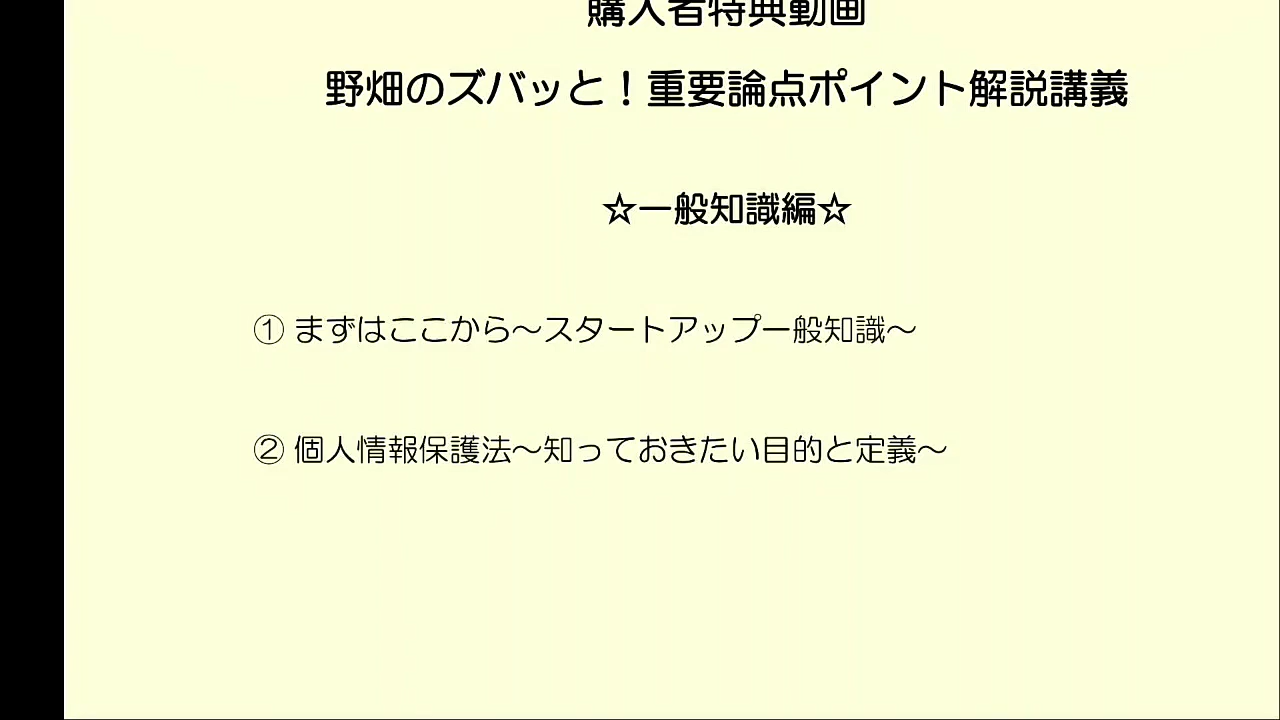 購入者特典動画
野畑のズバッと！重要論点ポイント解説講義
☆一般知識編☆
① まずはここから～スタートアップ一般知識～
② 個人情報保護法～知っておきたい目的と定義～